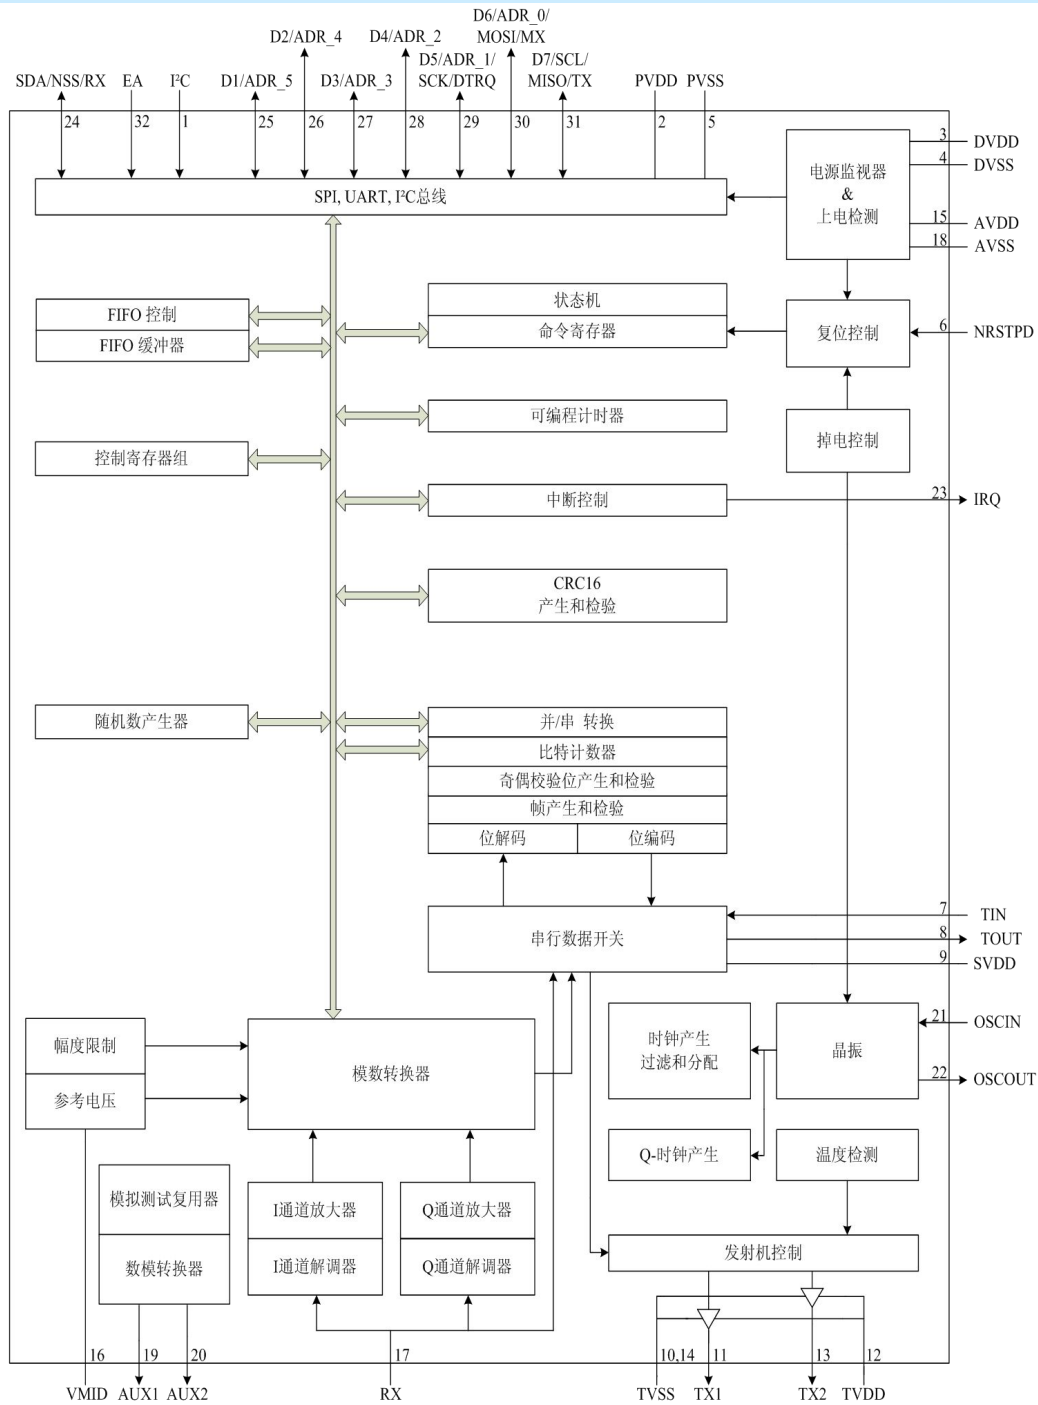 D6/ADR_0/
MOSI/MX
D2/ADR_4
D4/ADR_2
D5/ADR_1/
SCK/DTRQ
D7/SCL/
MISO/TX
SDA/NSS/RX
EA
I²C
D1/ADR_5
D3/ADR_3
PVDD
PVSS
24
32
1
25
26
27
28
29
30
31
2
5
3
DVDD
4
DVSS
电源监视器
&
上电检测
15
AVDD
18
AVSS
SPI, UART, I²C总线
FIFO 控制
FIFO 缓冲器
状态机
命令寄存器
复位控制
6
NRSTPD
可编程计时器
掉电控制
控制寄存器组
中断控制
23
IRQ
CRC16
产生和检验
随机数产生器
并/串 转换
比特计数器
奇偶校验位产生和检验
帧产生和检验
位解码
位编码
串行数据开关
7
TIN
8
TOUT
9
SVDD
幅度限制
参考电压
模数转换器
时钟产生
过滤和分配
晶振
21
OSCIN
22
OSCOUT
Q-时钟产生
温度检测
模拟测试复用器
数模转换器
I通道放大器
I通道解调器
Q通道放大器
Q通道解调器
发射机控制
16
19
20
17
10,14
11
13
12
VMID
AUX1
AUX2
RX
TVSS
TX1
TX2
TVDD